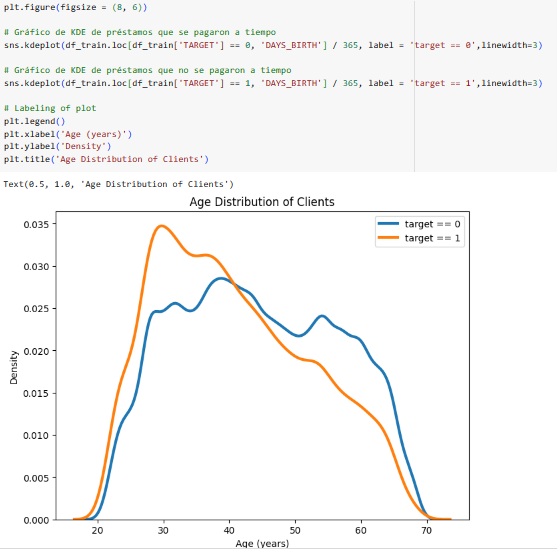 plt.figure(figsize = (8, 6))
# Gráfico de KDE de préstamos que se pagaron a tiempo
sns.kdeplot(df_train.loc[df_train['TARGET'] == 0, 'DAYS_BIRTH'] / 365, label = 'target == 0',linewidth=3)
# Gráfico de KDE de préstamos que no se pagaron a tiempo
sns.kdeplot(df_train.loc[df_train['TARGET'] == 1, 'DAYS_BIRTH'] / 365, label = 'target == 1',linewidth=3)
# Labeling of plot
plt.legend()
plt.xlabel('Age (years)')
plt.ylabel('Density')
plt.title('Age Distribution of Clients')
Text(0.5, 1.0, 'Age Distribution of Clients')
Age Distribution of Clients
target == 0
target == 1
0.035
0.030
0.025
0.020
0.015
0.010
0.005
0.000
Density
20 30 40 50 60 70
Age (years)